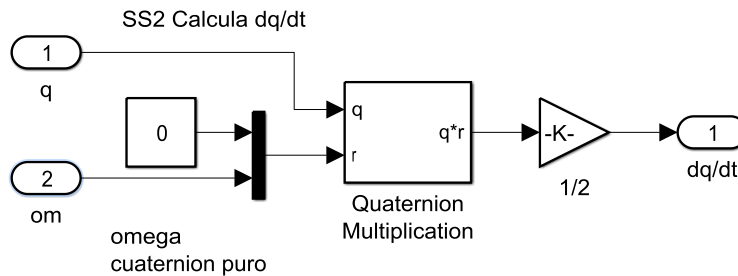 SS2 Calcula dq/dt
1
q
0
2
om
omega
cuaternion puro
q
r
q*r
Quaternion
Multiplication
-K-
1/2
1
dq/dt